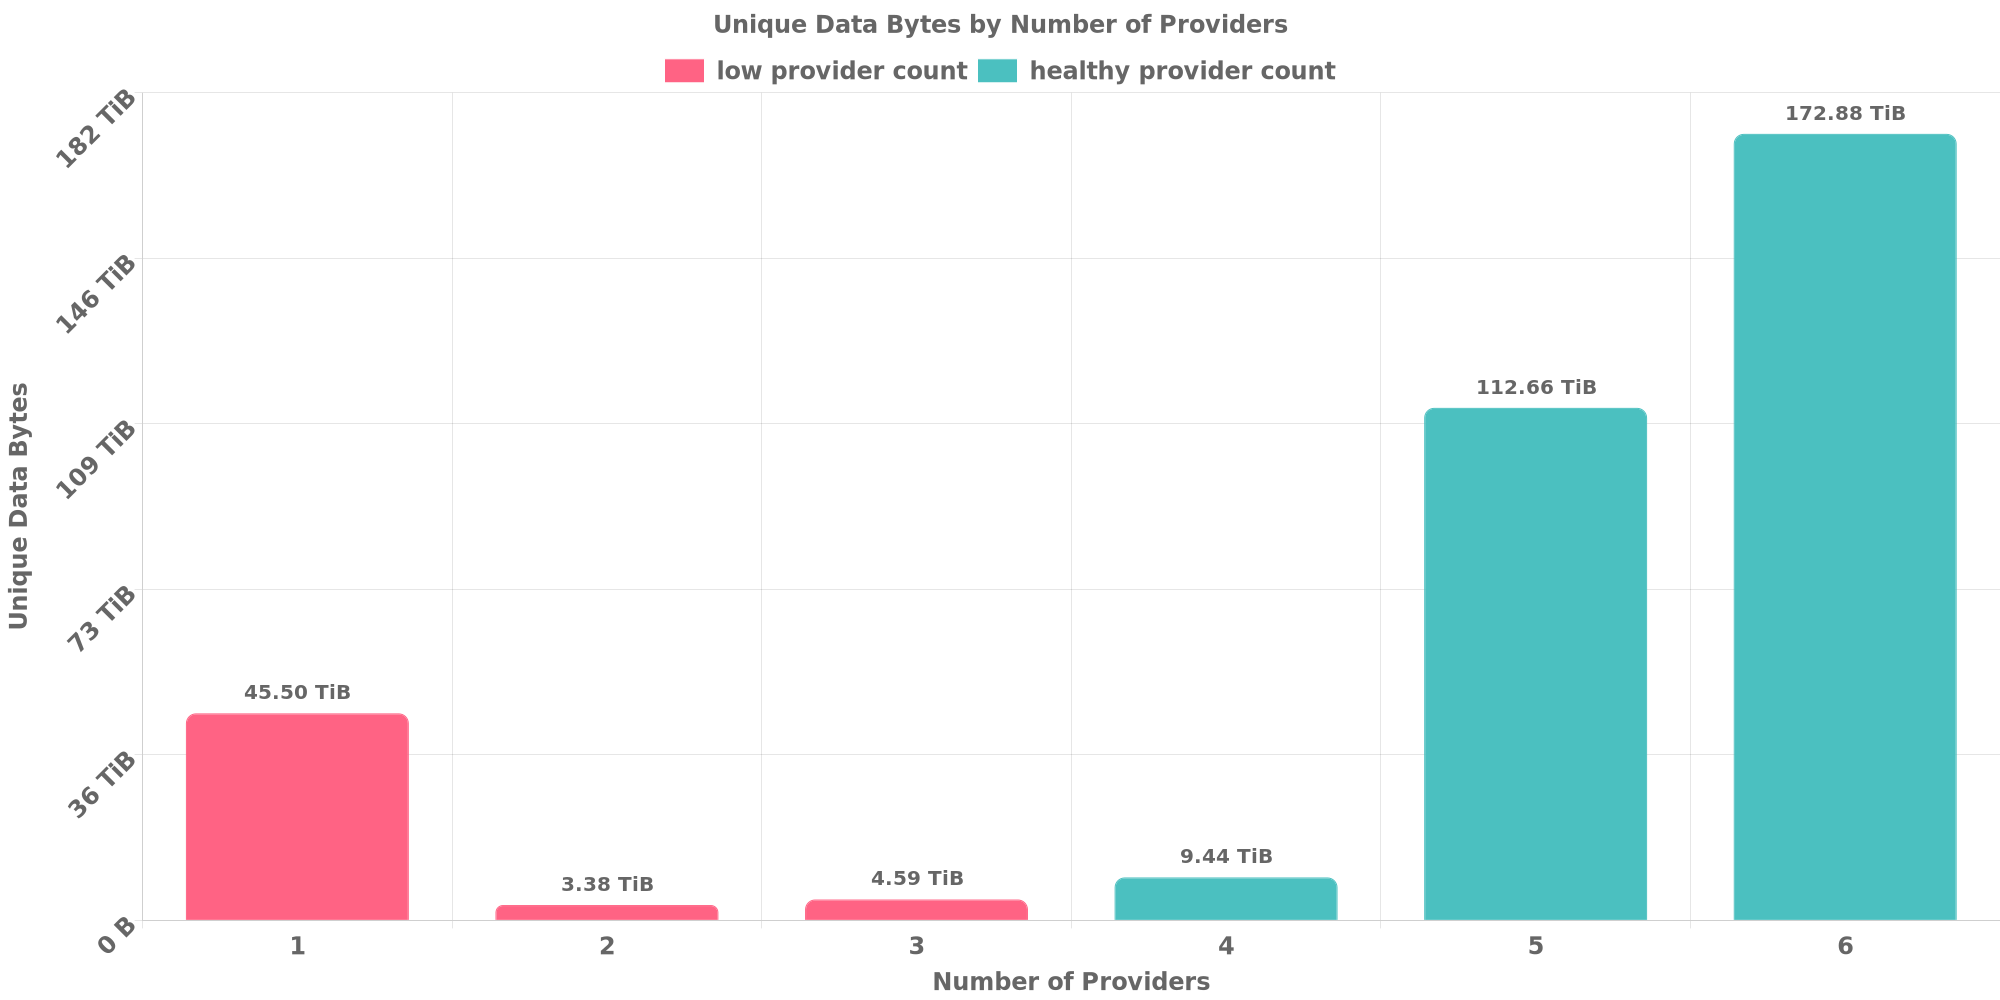 Unique Data Bytes by Number of Providers
low provider count healthy provider count
182 TiB
146 TiB
109 TiB
73 TiB
36 TiB
0 B
Unique Data Bytes
45.50 TiB
3.38 TiB
4.59 TiB
9.44 TiB
112.66 TiB
172.88 TiB
1 2 3 4 5 6
Number of Providers